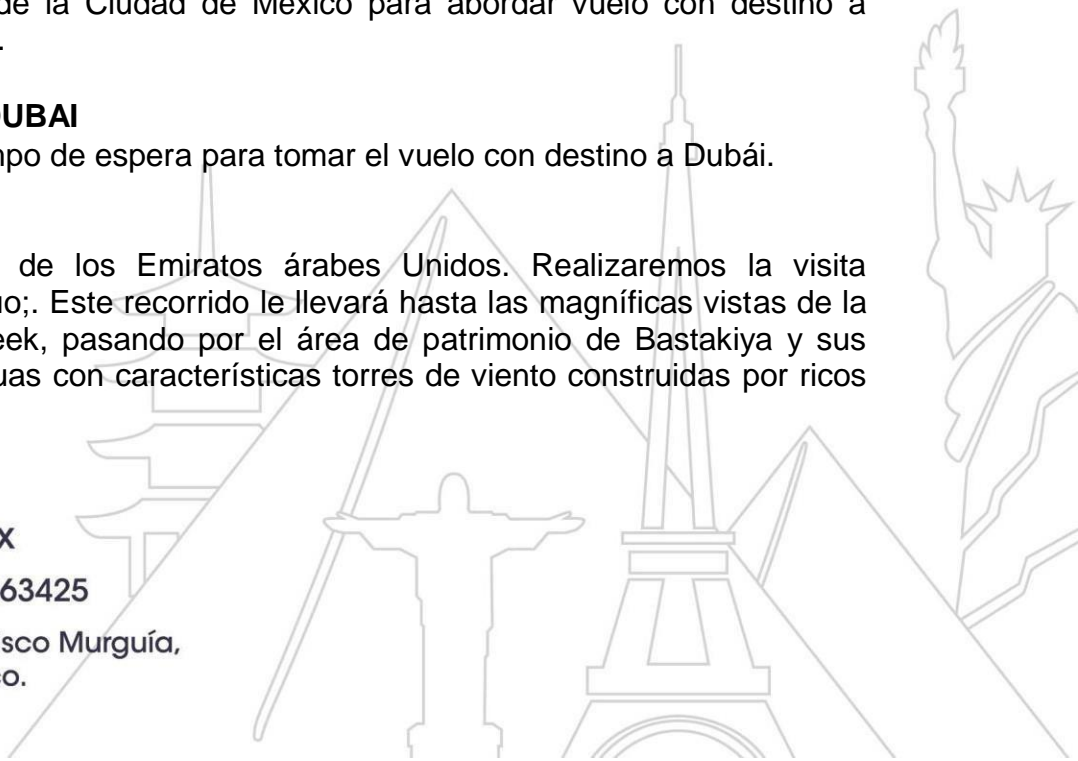 de la Ciudad de México para abordar vuelo con destino a
.
DUBAI
mpo de espera para tomar el vuelo con destino a Dubái.
de los Emiratos árabes Unidos. Realizaremos la visita
uo;. Este recorrido le llevará hasta las magníficas vistas de la
eek, pasando por el área de patrimonio de Bastakiya y sus
uas con características torres de viento construidas por ricos
x
63425
sco Murguía,
co.